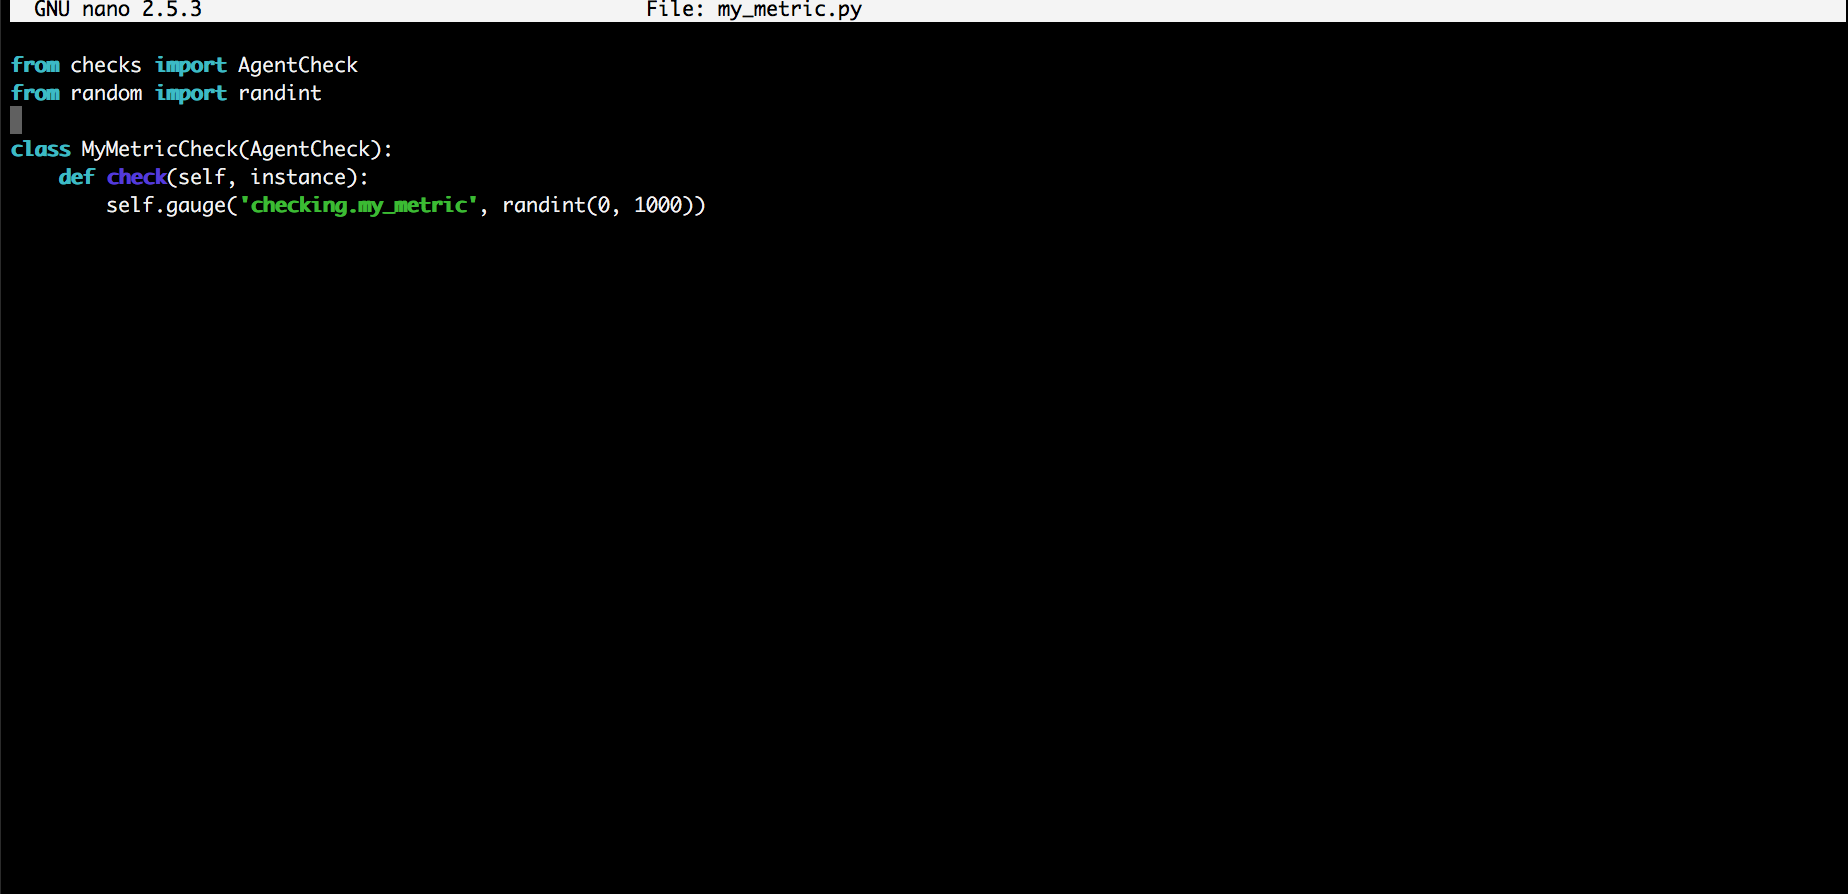 GNU nano 2.5.3 File: my_metric.py
from checks import AgentCheck
from random import randint
class MyMetricCheck(AgentCheck):
    def check(self, instance):
        self.gauge('checking.my_metric', randint(0, 1000))